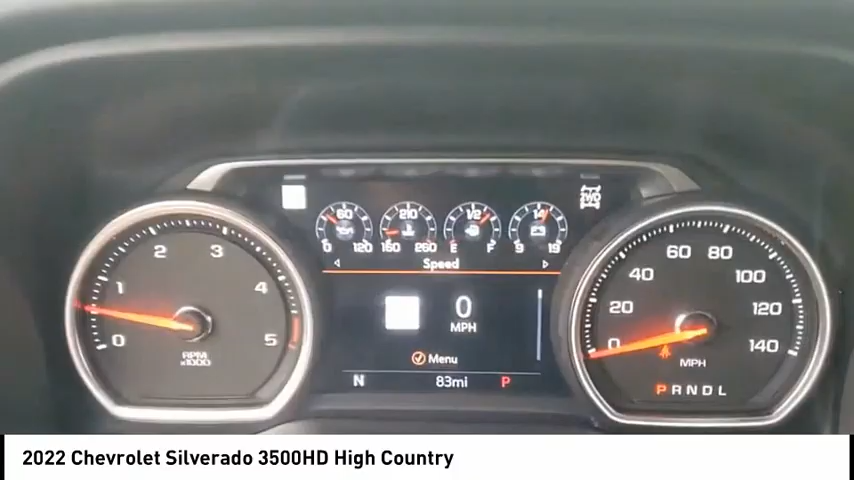 60 210 1/2 14 2WD
0 120 160 260 E F 9 19
Speed
0 1 2 3 4 5
RPM
x1000
0
MPH
Menu
N 83mi P
0 20 40 60 80 100 120 140
MPH
PRNDL
2022 Chevrolet Silverado 3500HD High Country